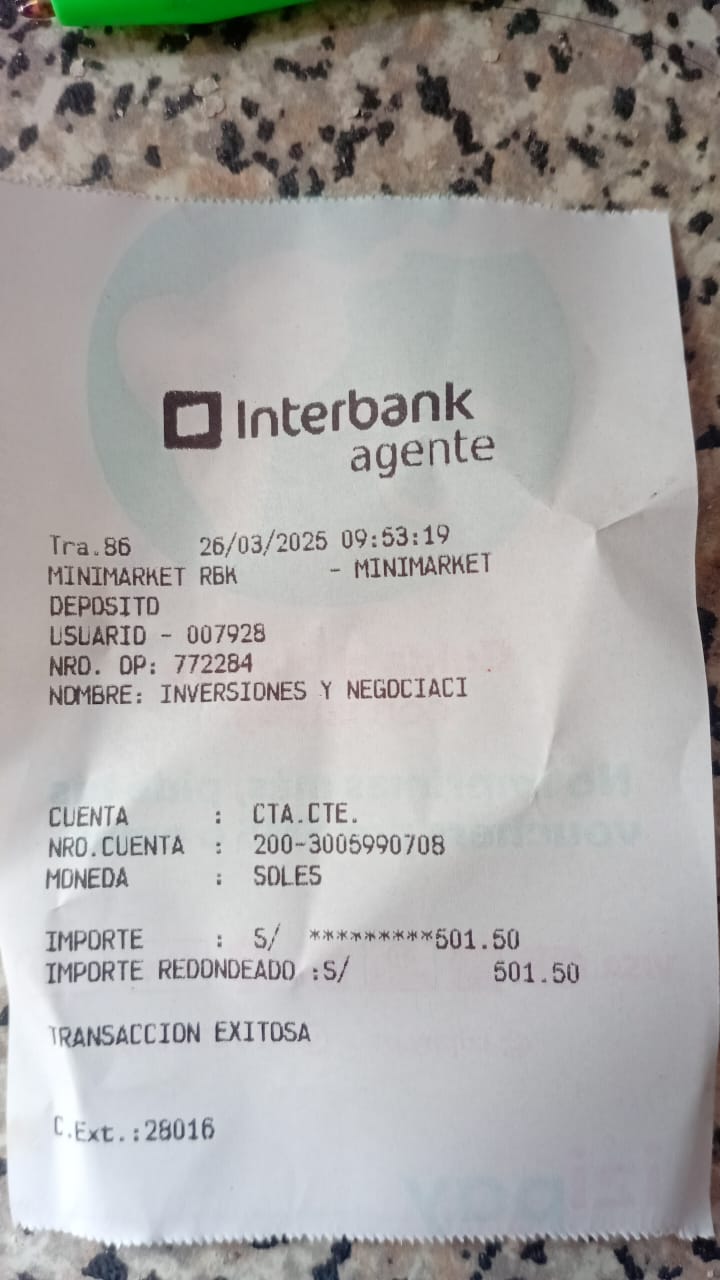 Interbank
agente
Tra.86 26/03/2025 09:53:19
MINIMARKET RBK - MINIMARKET
DEPOSITO
USUARIO - 007928
NRO. OP: 772284
NOMBRE: INVERSIONES Y NEGOCIACI
CUENTA : CTA.CTE.
NRO.CUENTA : 200-3005990708
MONEDA : SOLES
IMPORTE : S/ *********501.50
IMPORTE REDONDEADO :S/ 501.50
TRANSACCION EXITOSA
C.Ext.:28016
izipay